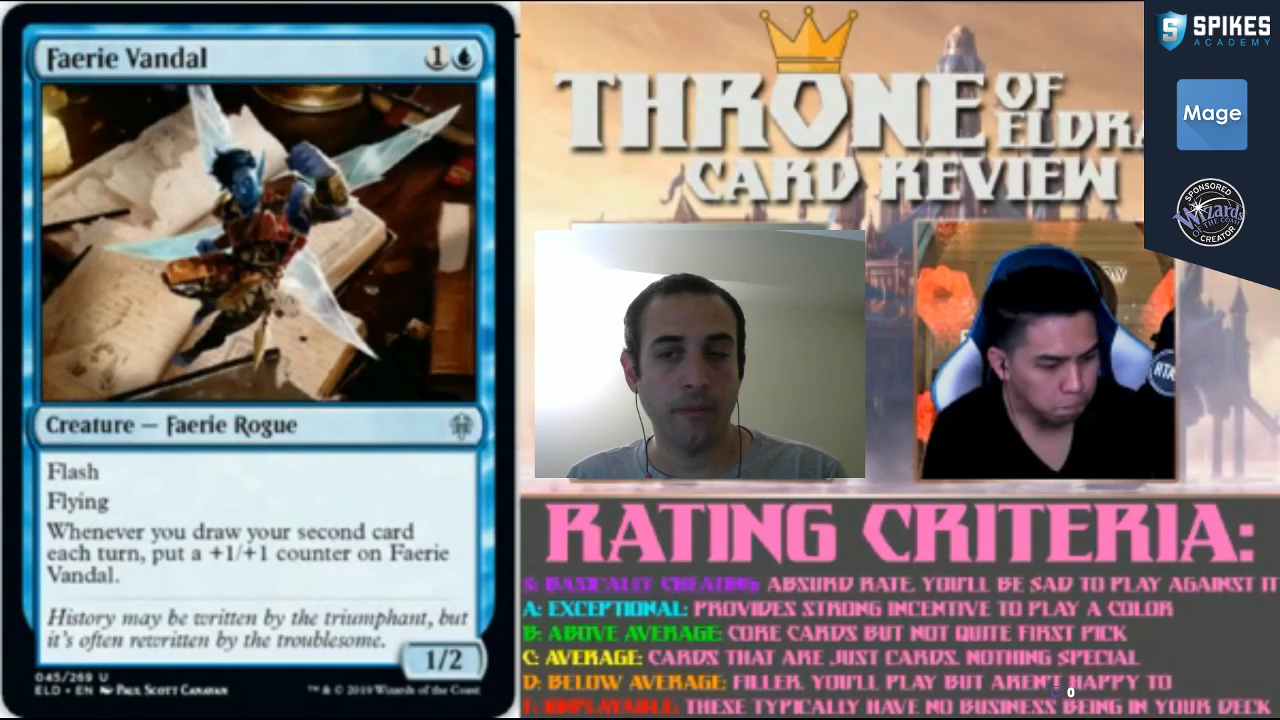 Faerie Vandal
1
Creature — Faerie Rogue
Flash
Flying
Whenever you draw your second card
each turn, put a +1/+1 counter on Faerie
Vandal.
History may be written by the triumphant, but
it's often rewritten by the troublesome.
1/2
045/269 U
ELD • EN Paul Scott Canavan
™ & © 2019 Wizards of the Coast
THRONE OF
ELDRA
CARD REVIEW
S SPIKES
ACADEMY
Mage
SPONSORED
Wizards
OF THE COAST
CREATOR
RTA
RATING CRITERIA:
S: BASICALLY CHEATING: ABSURD RATE, YOU'LL BE SAD TO PLAY AGAINST IT
A: EXCEPTIONAL: PROVIDES STRONG INCENTIVE TO PLAY A COLOR
B: ABOVE AVERAGE: CORE CARDS BUT NOT QUITE FIRST PICK
C: AVERAGE: CARDS THAT ARE JUST CARDS. NOTHING SPECIAL
D: BELOW AVERAGE: FILLER. YOU'LL PLAY BUT AREN'T HAPPY TO
0
F: UNPLAYABLE: THESE TYPICALLY HAVE NO BUSINESS BEING IN YOUR DECK